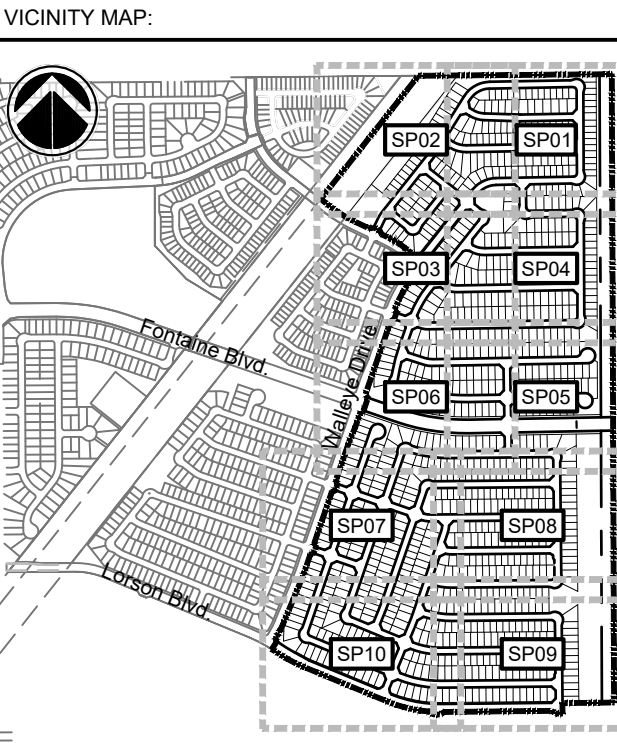 VICINITY MAP:
SP02
SP01
SP03
SP04
Fontaine Blvd.
Walleye Drive
SP06
SP05
SP07
SP08
Lorson Blvd.
SP10
SP09